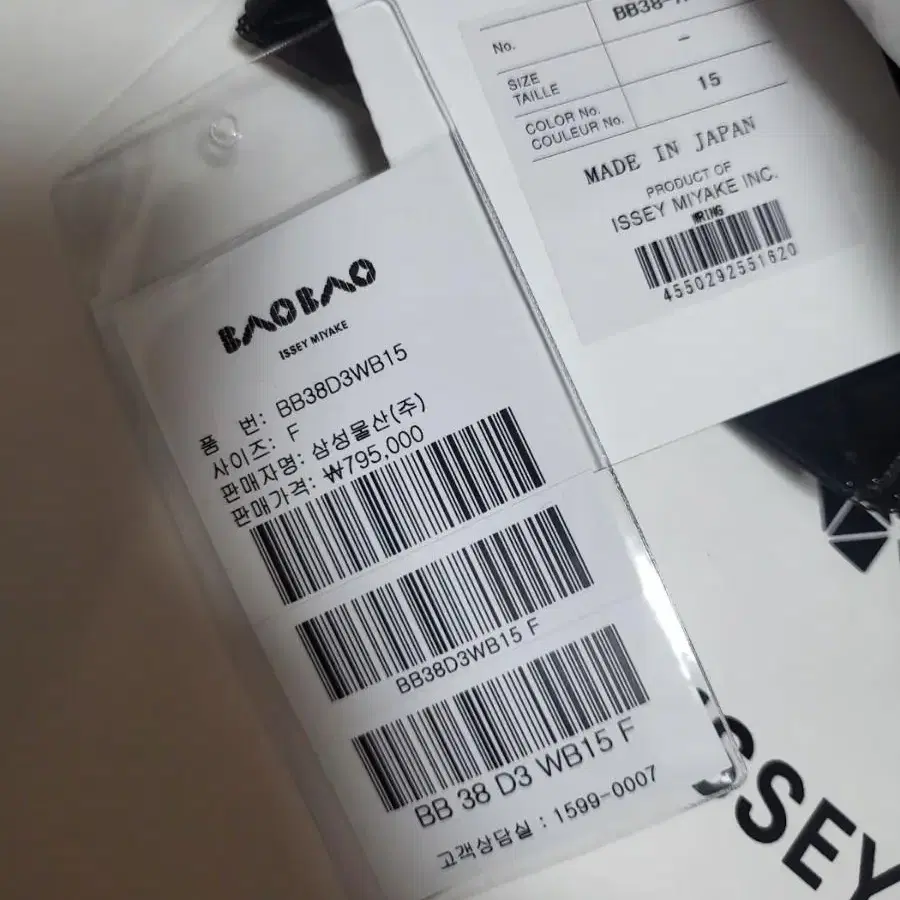 No.
BB38-
SIZE
TAILLE
-
COLOR No.
COULEUR No.
15
MADE IN JAPAN
PRODUCT OF
ISSEY MIYAKE INC.
4550292551620
BAOBAO
ISSEY MIYAKE
품 번: BB38D3WB15
사이즈: F
판매자명: 삼성물산(주)
판매가격: ₩795,000
BB38D3WB15 F
BB 38 D3 WB15 F
고객상담실 : 1599-0007
SSEY